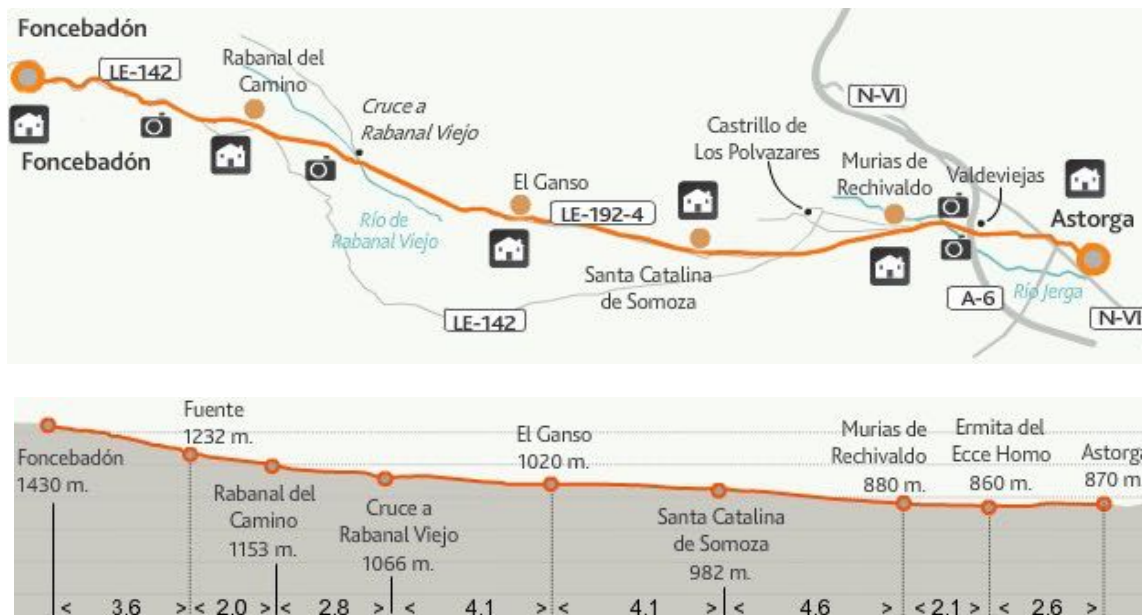 Foncebadón
LE-142
Rabanal del
Camino
Cruce a
Rabanal Viejo
N-VI
Castrillo de
Los Polvazares
Murias de
Rechivaldo
Valdeviejas
Foncebadón
El Ganso
LE-192-4
Astorga
Río de
Rabanal Viejo
Santa Catalina
de Somoza
A-6
Río Jerga
LE-142
N-VI
Fuente
1232 m.
El Ganso
1020 m.
Murias de
Rechivaldo
880 m.
Ermita del
Ecce Homo
860 m.
Astorga
870 m
Foncebadón
1430 m.
Rabanal del
Camino
1153 m.
Cruce a
Rabanal Viejo
1066 m.
Santa Catalina
de Somoza
982 m.
< 3.6 >< 2.0 >< 2.8 >< 4.1 >< 4.1 >< 4.6 ><2.1 >< 2.6 >